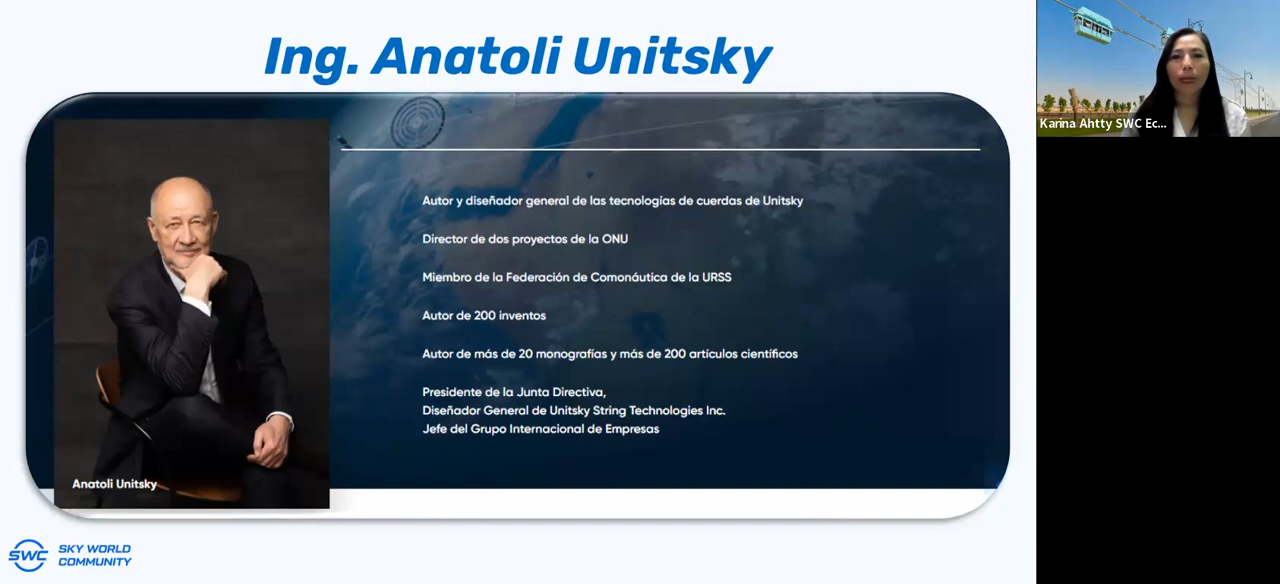 Ing. Anatoli Unitsky
Autor y diseñador general de las tecnologías de cuerdas de Unitsky
Director de dos proyectos de la ONU
Miembro de la Federación de Comonáutica de la URSS
Autor de 200 inventos
Autor de más de 20 monografías y más de 200 artículos científicos
Presidente de la Junta Directiva,
Diseñador General de Unitsky String Technologies Inc.
Jefe del Grupo Internacional de Empresas
Anatoli Unitsky
SWC SKY WORLD
COMMUNITY
Karina Ahtty SWC Ec...